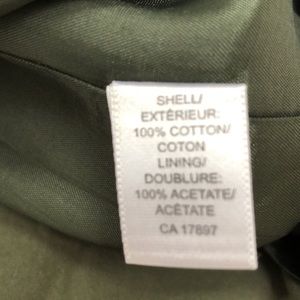 SHELL/
EXTÉRIEUR:
100% COTTON/
COTON
LINING/
DOUBLURE:
100% ACETATE/
ACÉTATE
CA 17897